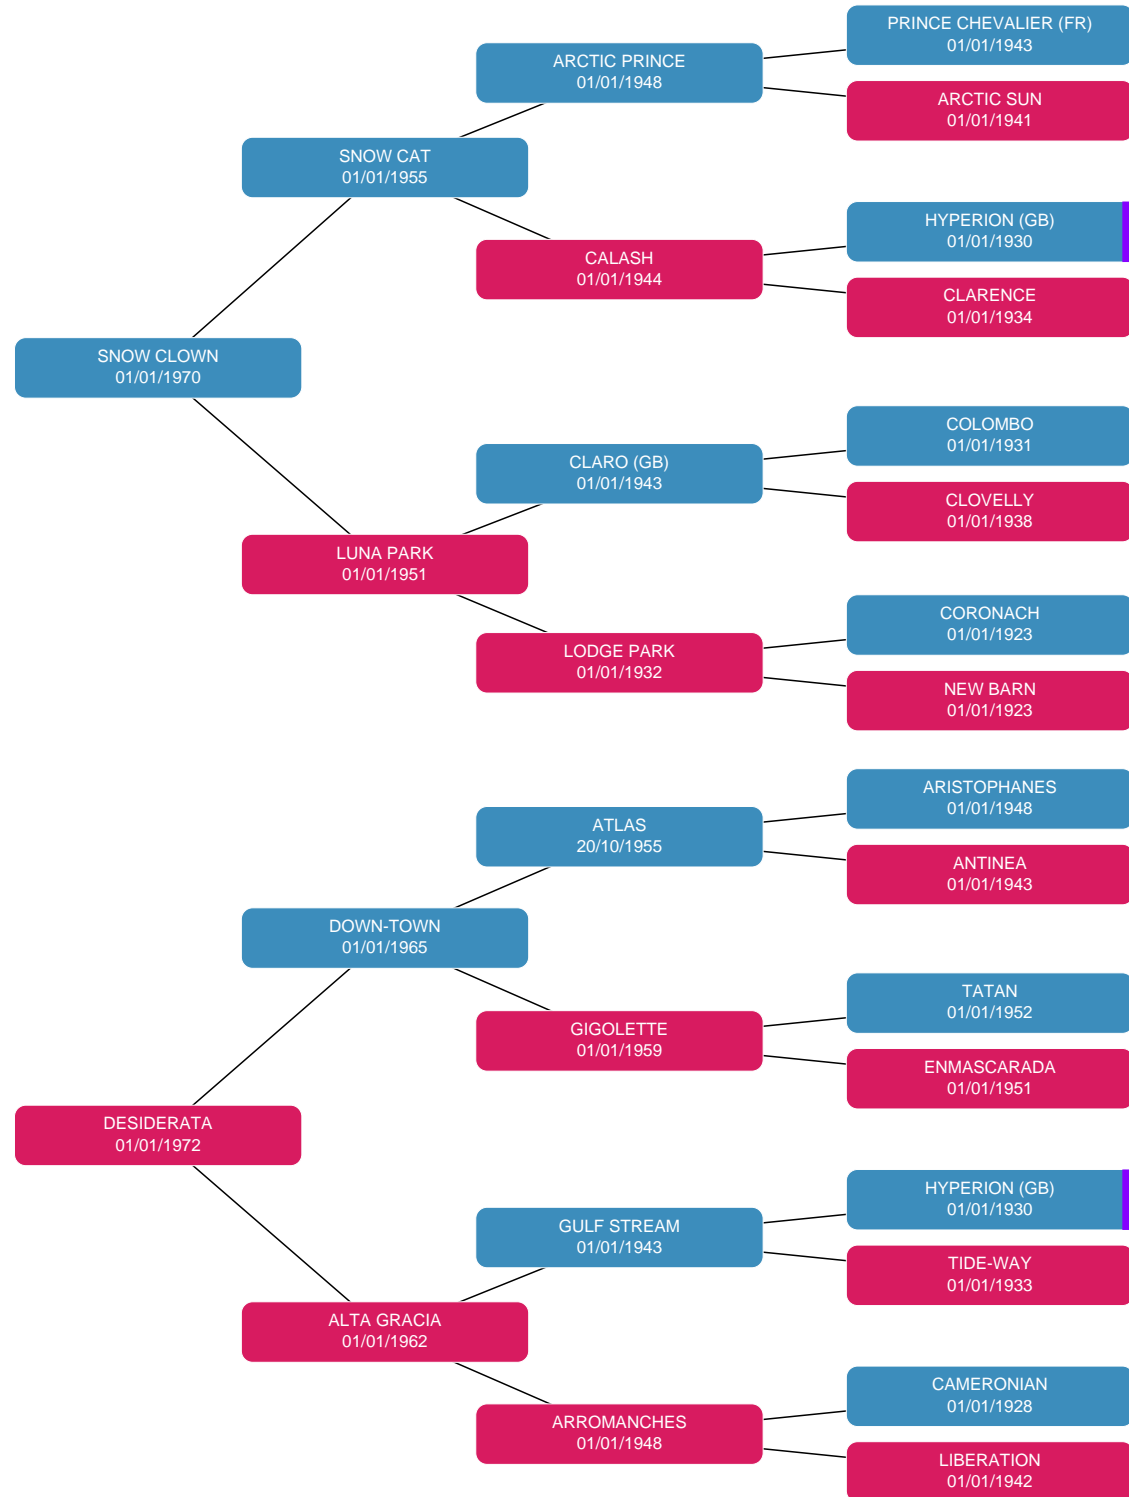 PRINCE CHEVALIER (FR)
01/01/1943
ARCTIC PRINCE
01/01/1948
ARCTIC SUN
01/01/1941
SNOW CAT
01/01/1955
HYPERION (GB)
01/01/1930
CALASH
01/01/1944
CLARENCE
01/01/1934
SNOW CLOWN
01/01/1970
COLOMBO
01/01/1931
CLARO (GB)
01/01/1943
CLOVELLY
01/01/1938
LUNA PARK
01/01/1951
CORONACH
01/01/1923
LODGE PARK
01/01/1932
NEW BARN
01/01/1923
ARISTOPHANES
01/01/1948
ATLAS
20/10/1955
ANTINEA
01/01/1943
DOWN-TOWN
01/01/1965
TATAN
01/01/1952
GIGOLETTE
01/01/1959
ENMASCARADA
01/01/1951
DESIDERATA
01/01/1972
HYPERION (GB)
01/01/1930
GULF STREAM
01/01/1943
TIDE-WAY
01/01/1933
ALTA GRACIA
01/01/1962
CAMERONIAN
01/01/1928
ARROMANCHES
01/01/1948
LIBERATION
01/01/1942